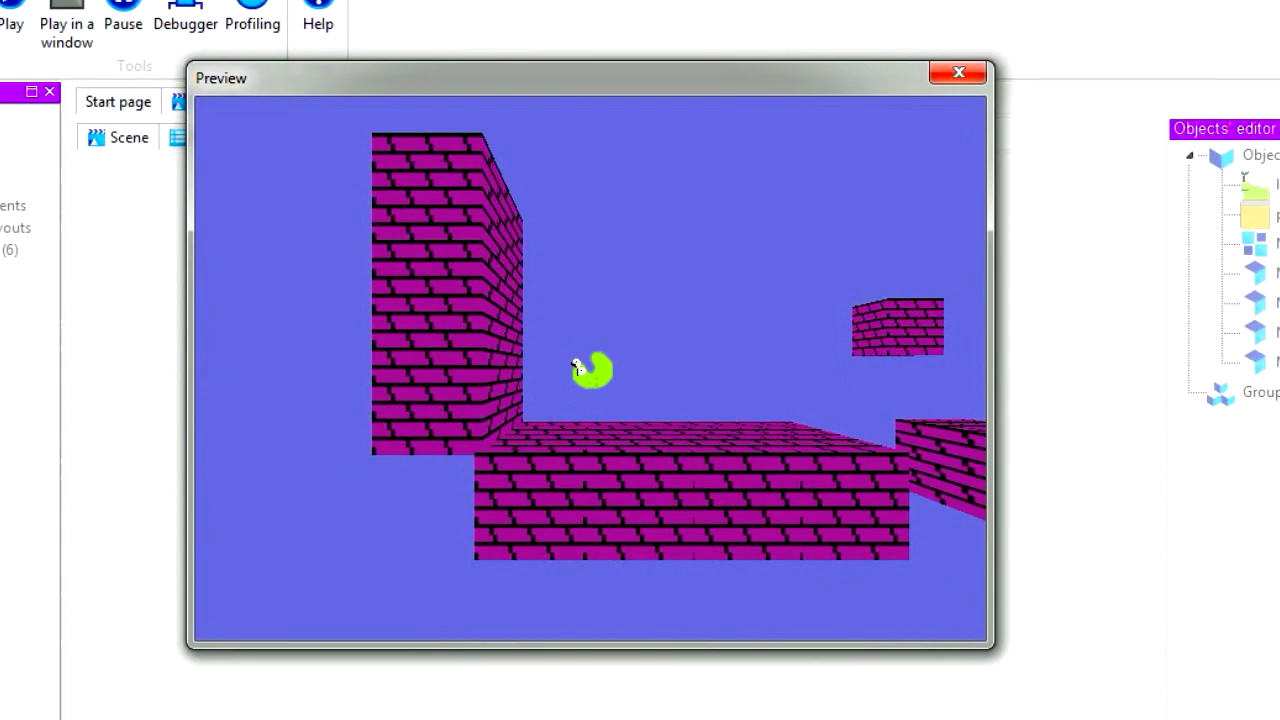 Play
Play in a
window
Pause
Debugger
Profiling
Help
Tools
Preview
Start page
Scene
ents
youts
(6)
Objects' editor
Objec
Group